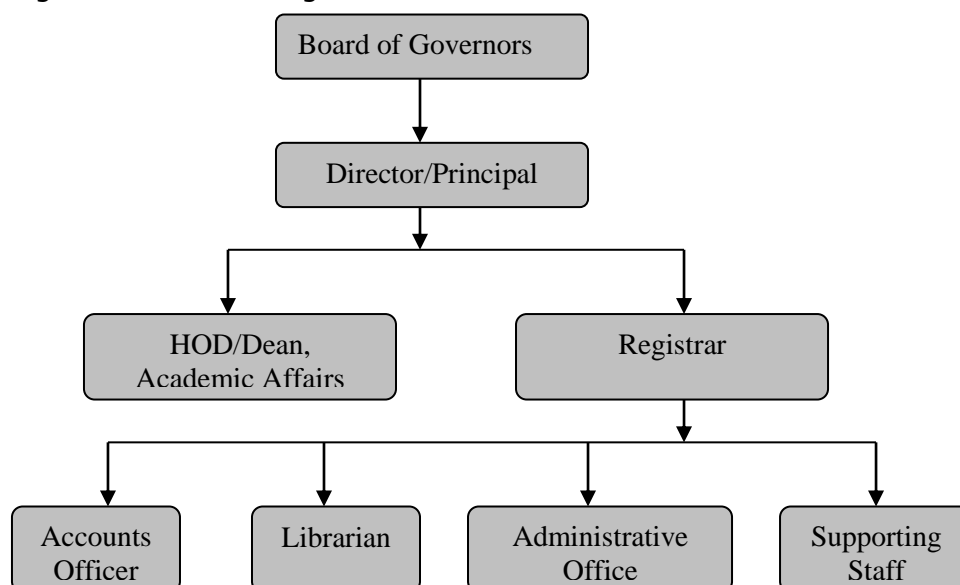 Board of Governors
Director/Principal
HOD/Dean,
Academic Affairs
Registrar
Accounts
Officer
Librarian
Administrative
Office
Supporting
Staff